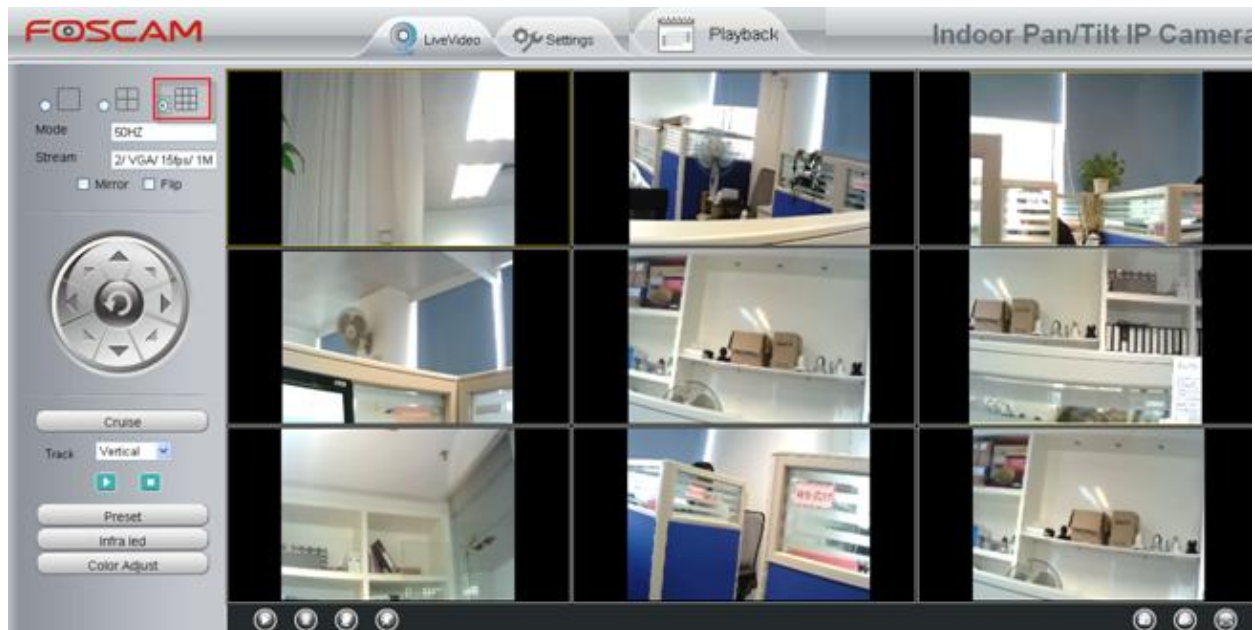 FOSCAM
LiveVideo
Settings
Playback
Indoor Pan/Tilt IP Camera
Mode
50HZ
Stream
2/ VGA/ 15fps/ 1M
Mirror
Flip
Cruise
Track
Vertical
Preset
Infra led
Color Adjust